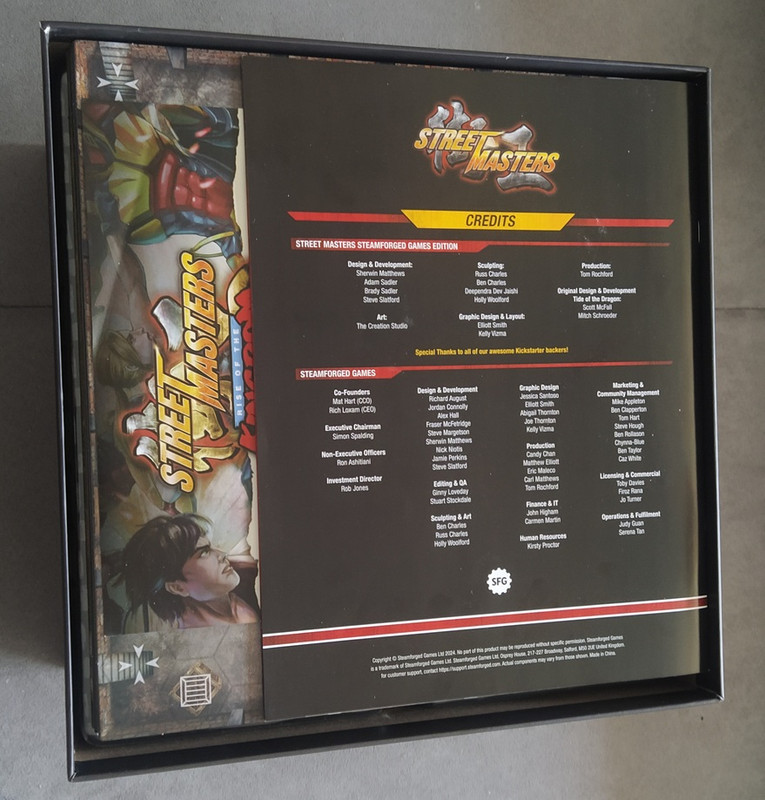 STREET MASTERS
CREDITS
STREET MASTERS STEAMFORGED GAMES EDITION
Design & Development:
Sherwin Matthews
Adam Sadler
Brady Sadler
Steve Slatford
Art:
The Creation Studio
Sculpting:
Russ Charles
Ben Charles
Deependra Dev Jaishi
Holly Woolford
Graphic Design & Layout:
Elliott Smith
Kelly Vizma
Production:
Tom Rochford
Original Design & Development
Tide of the Dragon:
Scott McFall
Mitch Schroeder
Special Thanks to all of our awesome Kickstarter backers!
STEAMFORGED GAMES
Co-Founders
Mat Hart (CCO)
Rich Loxam (CEO)
Executive Chairman
Simon Spalding
Non-Executive Officers
Ron Ashtiani
Investment Director
Rob Jones
Design & Development
Richard August
Jordan Connolly
Alex Hall
Fraser McFetridge
Steve Margetson
Sherwin Matthews
Nick Niotis
Jamie Perkins
Steve Slatford
Editing & QA
Ginny Loveday
Stuart Stockdale
Sculpting & Art
Ben Charles
Russ Charles
Holly Woolford
Graphic Design
Jessica Santoso
Elliott Smith
Abigail Thornton
Joe Thornton
Kelly Vizma
Production
Candy Chan
Matthew Elliott
Eric Maleco
Carl Matthews
Tom Rochford
Finance & IT
John Higham
Carmen Martin
Human Resources
Kirsty Proctor
Marketing &
Community Management
Mike Appleton
Ben Clapperton
Tom Hart
Steve Hough
Ben Rollason
Chynna-Blue
Ben Taylor
Caz White
Licensing & Commercial
Toby Davies
Firoz Rana
Jo Turner
Operations & Fulfilment
Judy Guan
Serena Tan
SFG
Copyright © Steamforged Games Ltd 2024. No part of this product may be reproduced without specific permission. Steamforged Games
is a trademark of Steamforged Games Ltd. Steamforged Games Ltd, Osprey House, 217-227 Broadway, Salford, M50 2UE United Kingdom.
for customer support, contact https://support.steamforged.com. Actual components may vary from those shown. Made in China.
STREET MASTERS
RISE OF THE